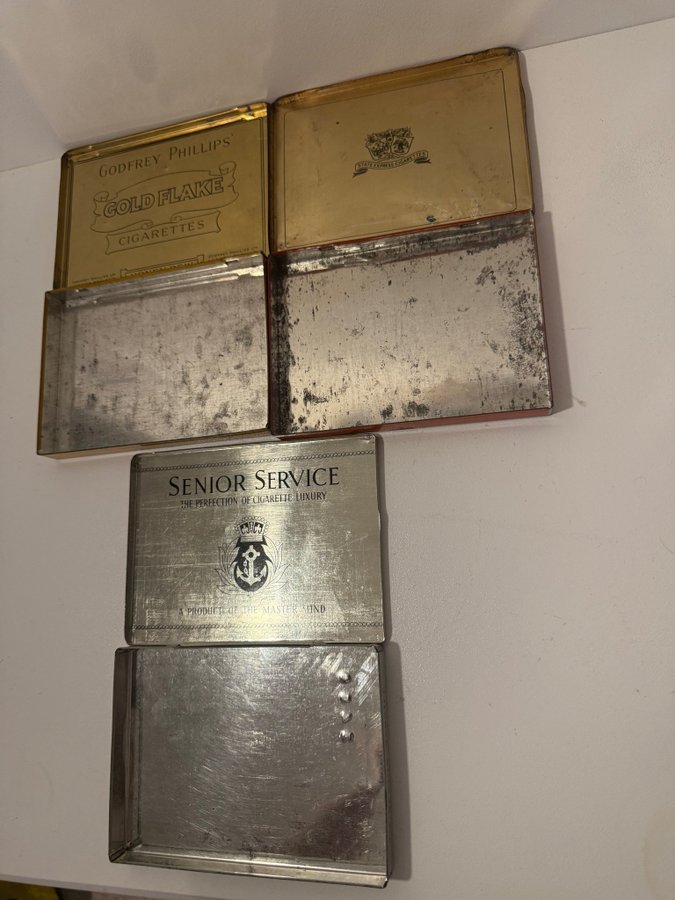 GODFREY PHILLIPS'
GOLD FLAKE
CIGARETTES
STATE EXPRESS CIGARETTES
SENIOR SERVICE
THE PERFECTION OF CIGARETTE LUXURY
A PRODUCT OF THE MASTER MIND